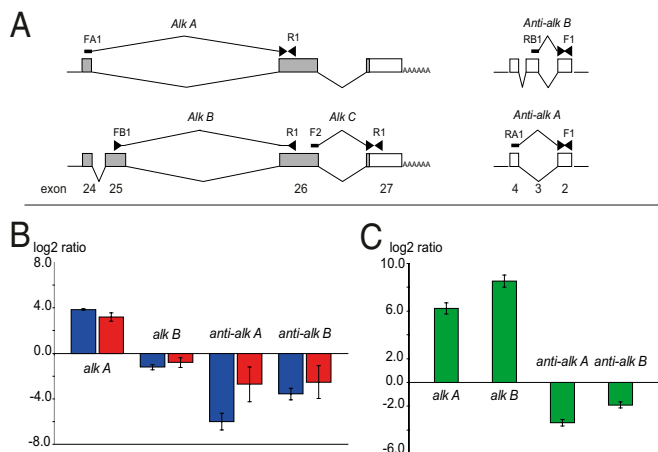 A
Alk A
Anti-alk B
FA1
R1
RB1
F1
AAAAAA
Alk B
Alk C
Anti-alk A
FB1
R1
F2
R1
RA1
F1
AAAAAA
exon
24
25
26
27
4
3
2
B
log2 ratio
8.0
4.0
0.0
-4.0
-8.0
alk A
alk B
anti-alk A
anti-alk B
C
log2 ratio
10.0
6.0
2.0
0.0
-2.0
-6.0
alk A
alk B
anti-alk A
anti-alk B